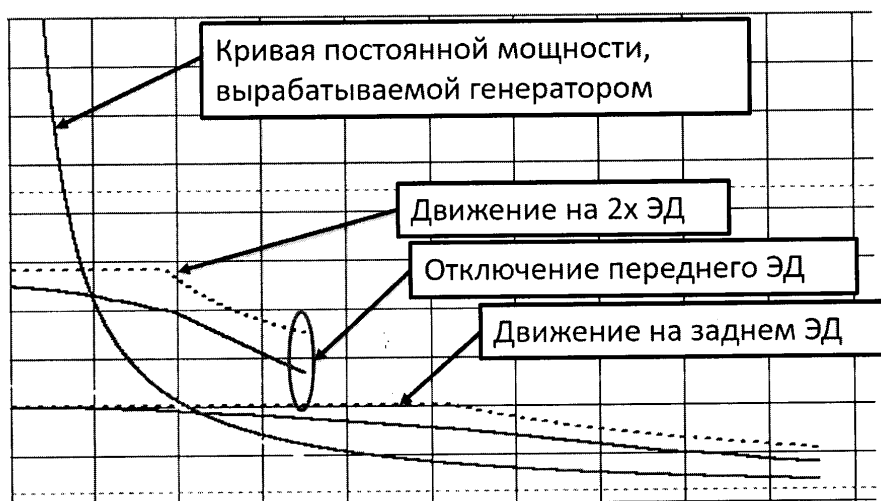 Кривая постоянной мощности,
вырабатываемой генератором
Движение на 2х ЭД
Отключение переднего ЭД
Движение на заднем ЭД